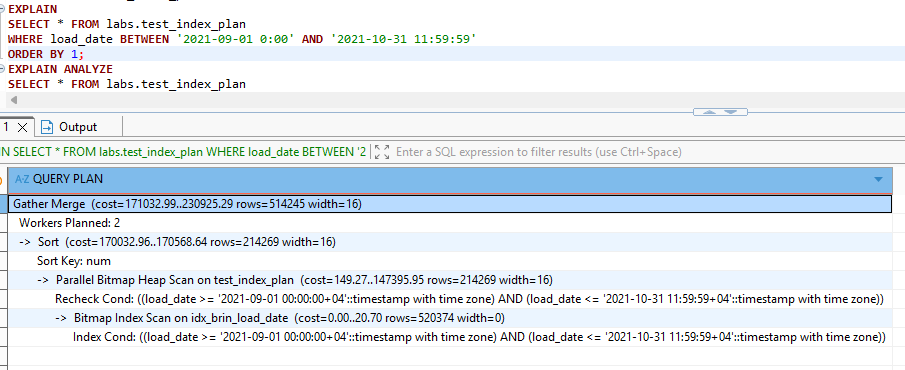 EXPLAIN
SELECT * FROM labs.test_index_plan
WHERE load_date BETWEEN '2021-09-01 0:00' AND '2021-10-31 11:59:59'
ORDER BY 1;
EXPLAIN ANALYZE
SELECT * FROM labs.test_index_plan
1 Output
IN SELECT * FROM labs.test_index_plan WHERE load_date BETWEEN '2 Enter a SQL expression to filter results (use Ctrl+Space)
A-Z QUERY PLAN
Gather Merge (cost=171032.99..230925.29 rows=514245 width=16)
Workers Planned: 2
-> Sort (cost=170032.96..170568.64 rows=214269 width=16)
Sort Key: num
-> Parallel Bitmap Heap Scan on test_index_plan (cost=149.27..147395.95 rows=214269 width=16)
Recheck Cond: ((load_date >= '2021-09-01 00:00:00+04'::timestamp with time zone) AND (load_date <= '2021-10-31 11:59:59+04'::timestamp with time zone))
-> Bitmap Index Scan on idx_brin_load_date (cost=0.00..20.70 rows=520374 width=0)
Index Cond: ((load_date >= '2021-09-01 00:00:00+04'::timestamp with time zone) AND (load_date <= '2021-10-31 11:59:59+04'::timestamp with time zone))